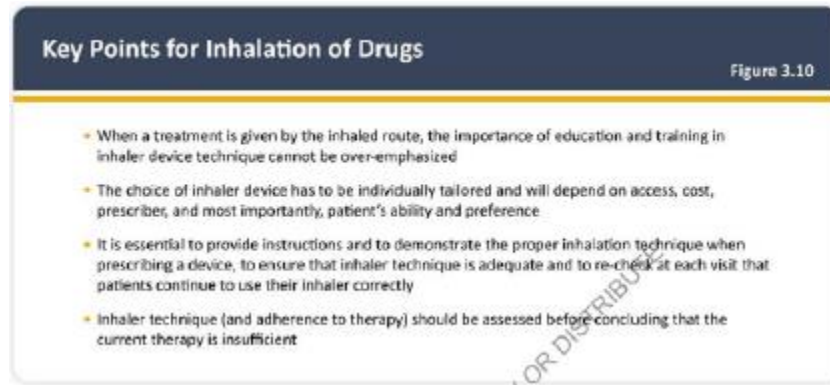 Key Points for Inhalation of Drugs
Figure 3.10
• When a treatment is given by the inhaled route, the importance of education and training in
inhaler device technique cannot be over-emphasized
• The choice of inhaler device has to be individually tailored and will depend on access, cost,
prescriber, and most importantly, patient's ability and preference
• It is essential to provide instructions and to demonstrate the proper inhalation technique when
prescribing a device, to ensure that inhaler technique is adequate and to re-check at each visit that
patients continue to use their inhaler correctly
• Inhaler technique (and adherence to therapy) should be assessed before concluding that the
current therapy is insufficient
OR DISTRIBUTE